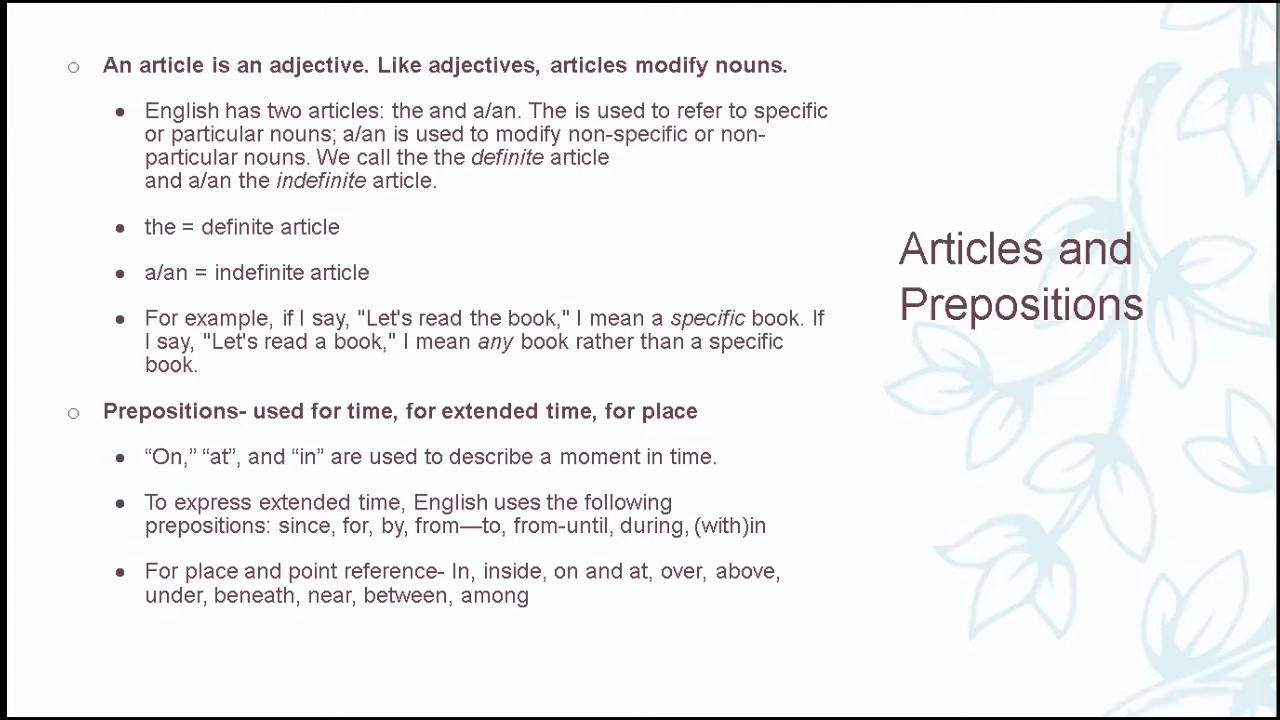 An article is an adjective. Like adjectives, articles modify nouns.
English has two articles: the and a/an. The is used to refer to specific
or particular nouns; a/an is used to modify non-specific or non-
particular nouns. We call the the definite article
and a/an the indefinite article.
the = definite article
a/an = indefinite article
For example, if I say, "Let's read the book," I mean a specific book. If
I say, "Let's read a book," I mean any book rather than a specific
book.
Prepositions- used for time, for extended time, for place
“On,” “at”, and “in” are used to describe a moment in time.
To express extended time, English uses the following
prepositions: since, for, by, from—to, from-until, during, (with)in
For place and point reference- In, inside, on and at, over, above,
under, beneath, near, between, among
Articles and
Prepositions